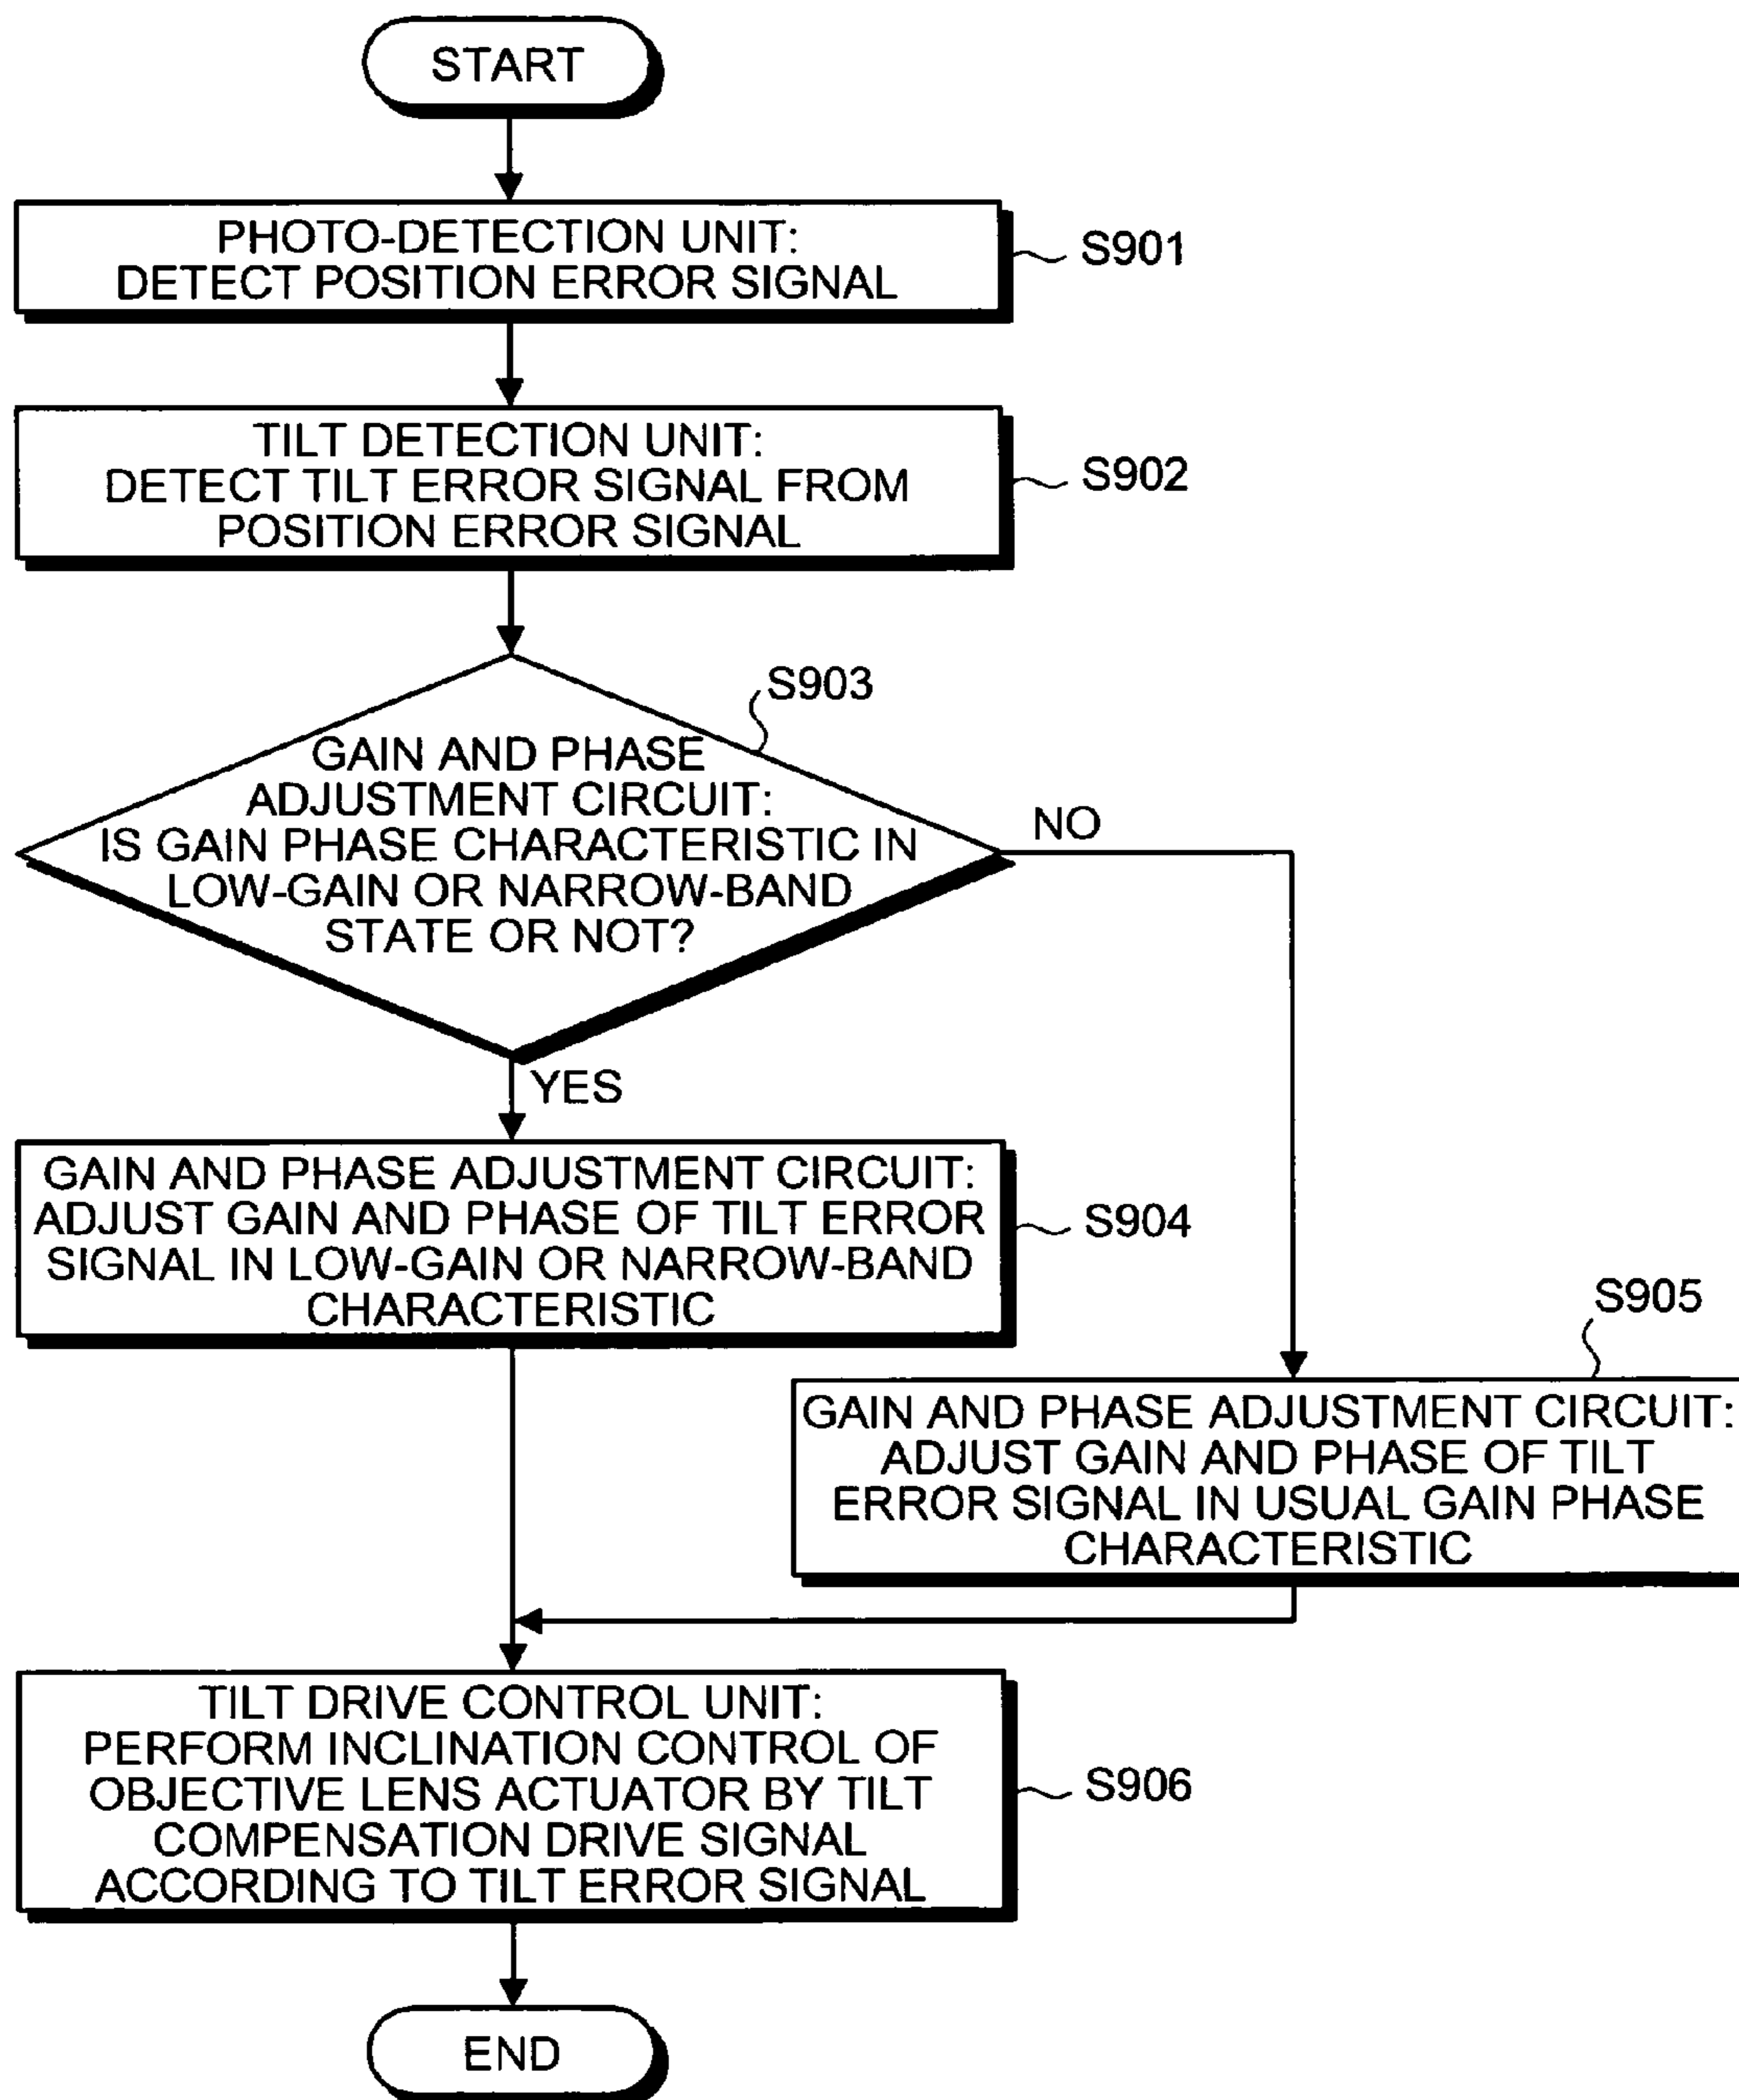 START
PHOTO-DETECTION UNIT:
DETECT POSITION ERROR SIGNAL
S901
TILT DETECTION UNIT:
DETECT TILT ERROR SIGNAL FROM
POSITION ERROR SIGNAL
S902
S903
GAIN AND PHASE
ADJUSTMENT CIRCUIT:
IS GAIN PHASE CHARACTERISTIC IN
LOW-GAIN OR NARROW-BAND
STATE OR NOT?
NO
YES
GAIN AND PHASE ADJUSTMENT CIRCUIT:
ADJUST GAIN AND PHASE OF TILT ERROR
SIGNAL IN LOW-GAIN OR NARROW-BAND
CHARACTERISTIC
S904
S905
GAIN AND PHASE ADJUSTMENT CIRCUIT:
ADJUST GAIN AND PHASE OF TILT
ERROR SIGNAL IN USUAL GAIN PHASE
CHARACTERISTIC
TILT DRIVE CONTROL UNIT:
PERFORM INCLINATION CONTROL OF
OBJECTIVE LENS ACTUATOR BY TILT
COMPENSATION DRIVE SIGNAL
ACCORDING TO TILT ERROR SIGNAL
S906
END